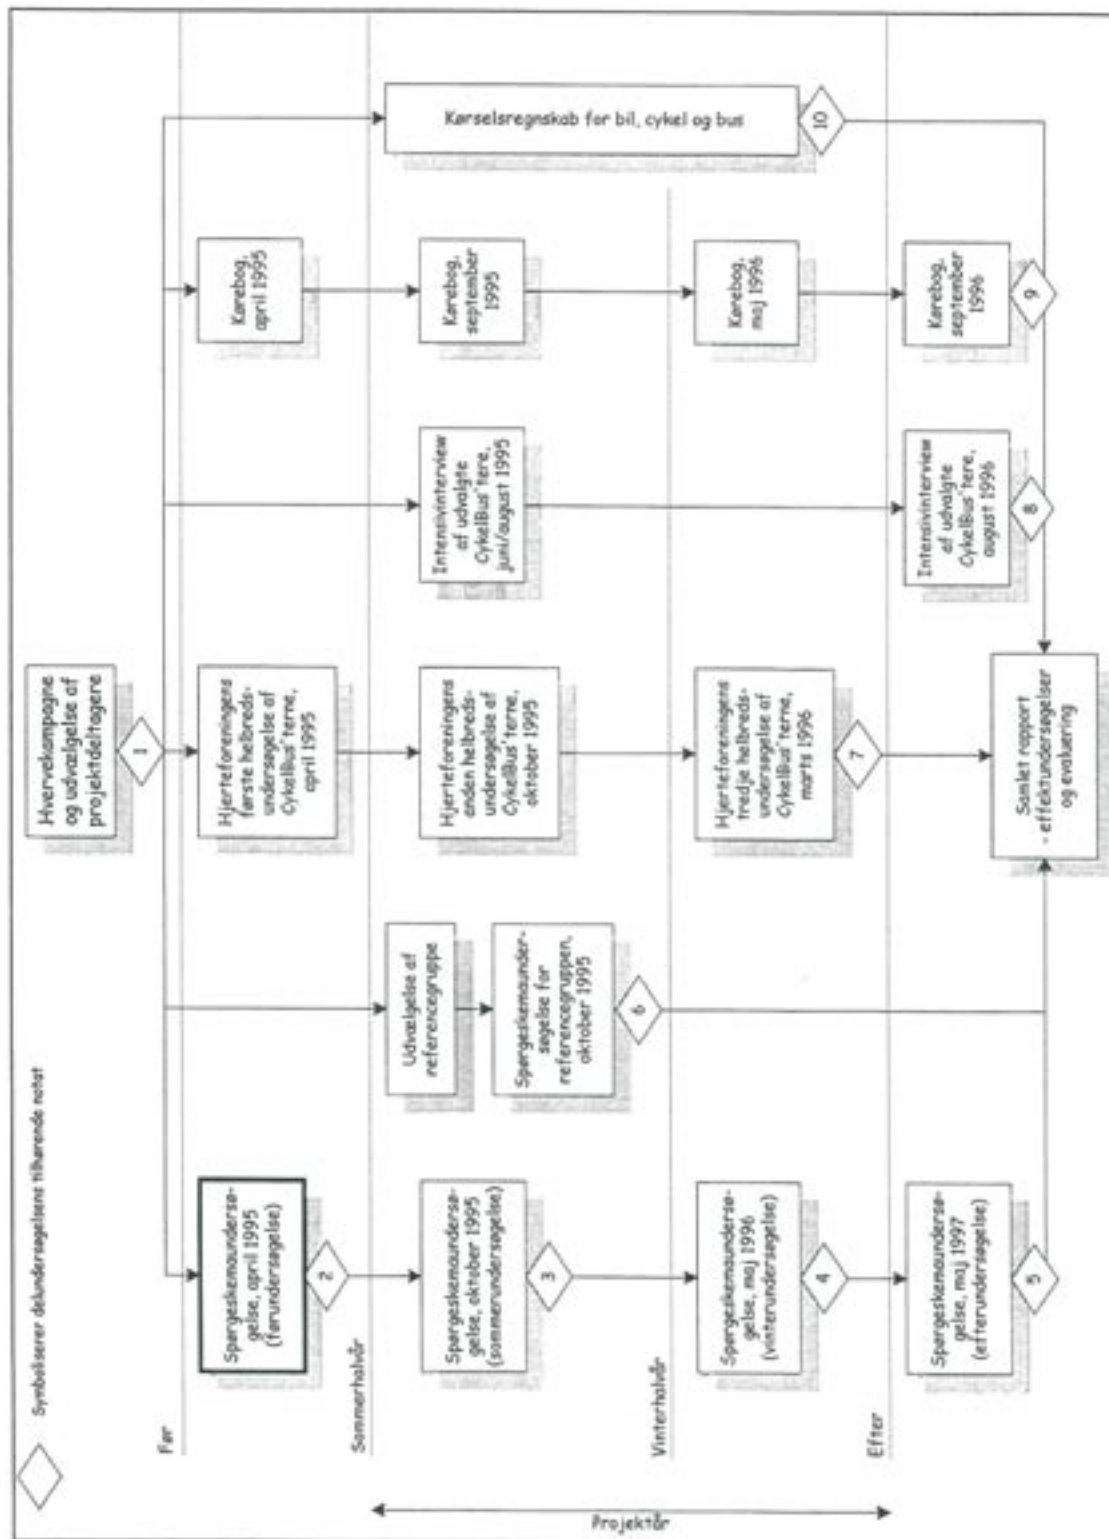 Symboliserer delundersøgelsens tilhørende notat
Hvervekampagne
og udvælgelse af
projektdeltagere
1
Før
Spørgeskemaundersø-
gelse, april 1995
(førundersøgelse)
2
Hjerteforeningens
første helbreds-
undersøgelse af
CykelBus'terne,
april 1995
Kørebog,
april 1995
Sommerhalvår
Spørgeskemaundersø-
gelse, oktober 1995
(sommerundersøgelse)
3
Udvælgelse af
referencegruppe
Spørgeskemaunder-
søgelse for
referencegruppen,
oktober 1995
6
Hjerteforeningens
enden helbreds-
undersøgelse af
CykelBus'terne,
oktober 1995
Intensivinterview
af udvalgte
CykelBus'tere,
juni/august 1995
Kørebog,
september
1995
Kørselsregnskab for bil, cykel og bus
10
Vinterhalvår
Spørgeskemaundersø-
gelse, maj 1996
(vinterundersøgelse)
4
Hjerteforeningens
tredje helbreds-
undersøgelse af
CykelBus'terne,
marts 1996
7
Kørebog,
maj 1996
Efter
Spørgeskemaundersø-
gelse, maj 1997
(efterundersøgelse)
5
Intensivinterview
af udvalgte
CykelBus'tere,
august 1996
8
Kørebog,
september
1996
9
Samlet rapport
- effektundersøgelser
og evaluering
Projektår